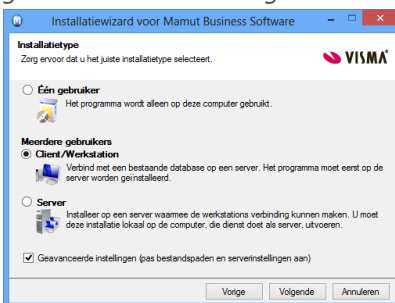 Installatiewizard voor Mamut Business Software
Installatietype
Zorg ervoor dat u het juiste installatietype selecteert.
VISMA
Één gebruiker
Het programma wordt alleen op deze computer gebruikt.
Meerdere gebruikers
Client/Werkstation
Verbind met een bestaande database op een server. Het programma moet eerst op de
server worden geïnstalleerd.
Server
Installeer op een server waarmee de werkstations verbinding kunnen maken. U moet
deze installatie lokaal op de computer, die dienst doet als server, uitvoeren.
Geavanceerde instellingen (pas bestandspaden en serverinstellingen aan)
Vorige Volgende Annuleren